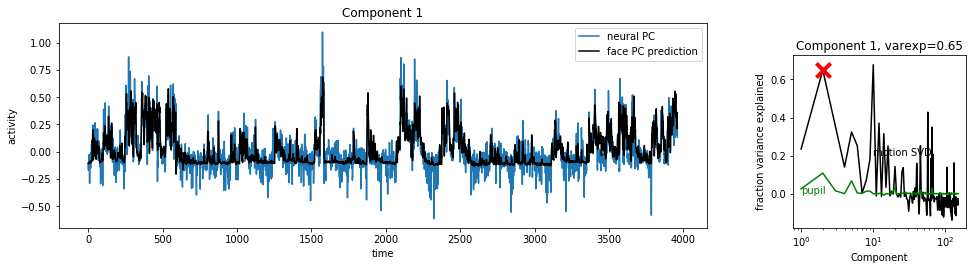 Component 1
neural PC
face PC prediction
1.00
0.75
0.50
0.25
0.00
−0.25
−0.50
activity
0 500 1000 1500 2000 2500 3000 3500 4000
time
Component 1, varexp=0.65
0.6
0.4
0.2
0.0
fraction variance explained
motion SVD
pupil
10⁰ 10¹ 10²
Component